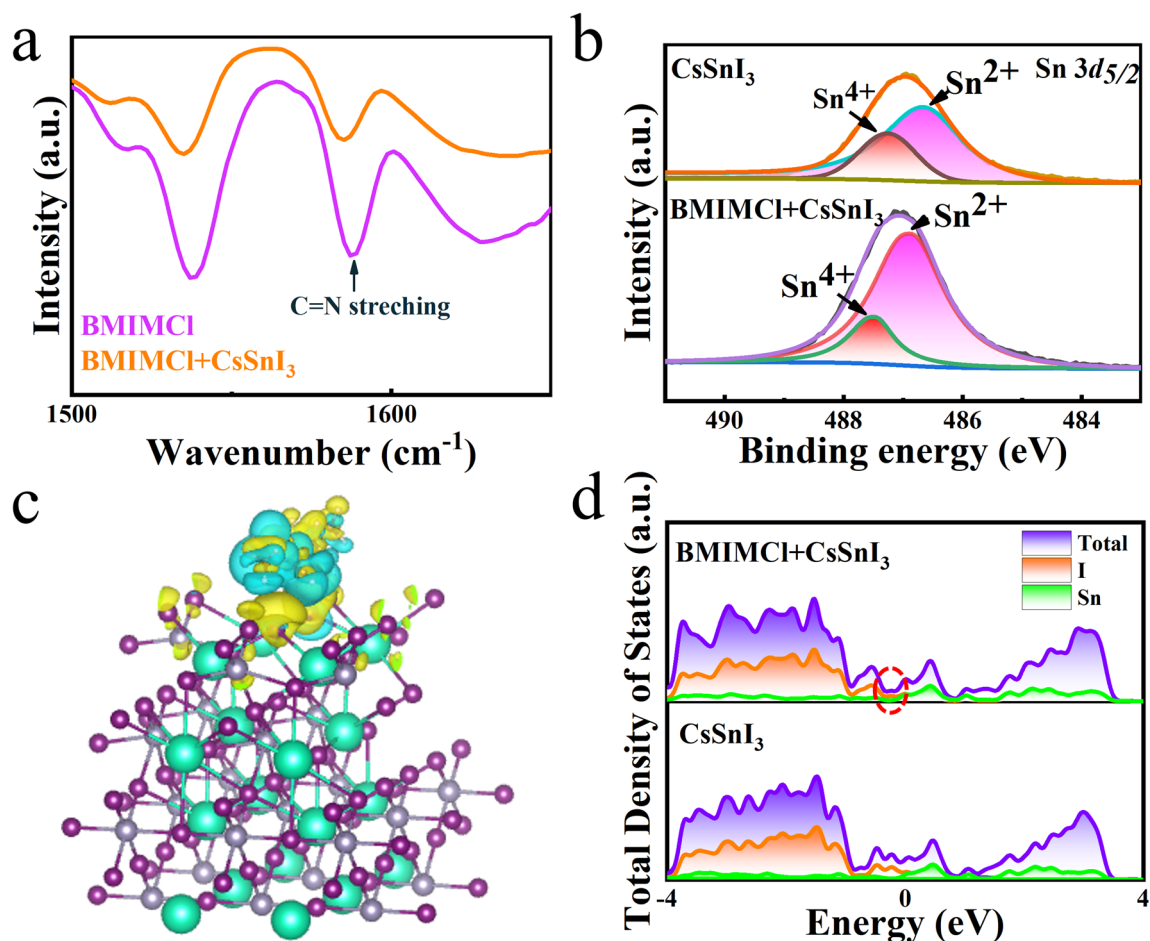 a
Intensity (a.u.)
C=N streching
BMIMCl
BMIMCl+CsSnI₃
1500
1600
Wavenumber (cm⁻¹)
b
CsSnI₃
Sn 3d5/2
Sn⁴⁺
Sn²⁺
BMIMCl+CsSnI₃
Sn²⁺
Sn⁴⁺
Intensity (a.u.)
490
488
486
484
Binding energy (eV)
c
d
Total Density of States (a.u.)
BMIMCl+CsSnI₃
Total
I
Sn
CsSnI₃
-4
0
4
Energy (eV)